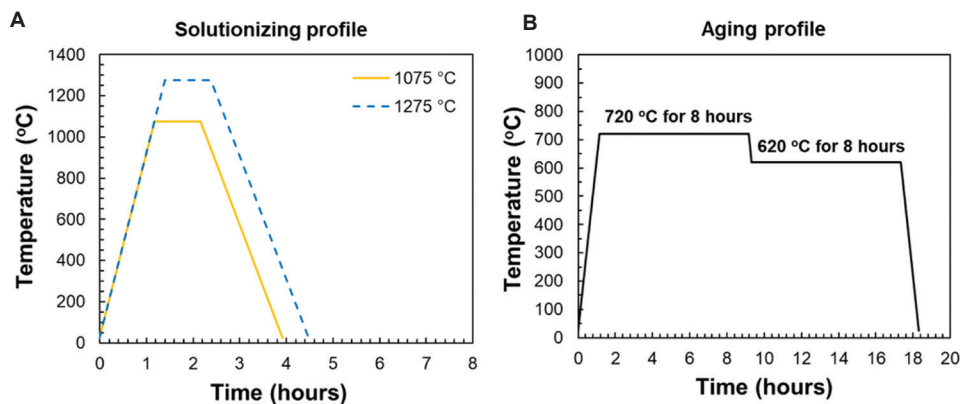 A
Solutionizing profile
1400
1200
1000
800
600
400
200
0
Temperature (°C)
1075 °C
1275 °C
0 1 2 3 4 5 6 7 8
Time (hours)
B
Aging profile
1000
900
800
700
600
500
400
300
200
100
0
Temperature (°C)
720 °C for 8 hours
620 °C for 8 hours
0 2 4 6 8 10 12 14 16 18 20
Time (hours)